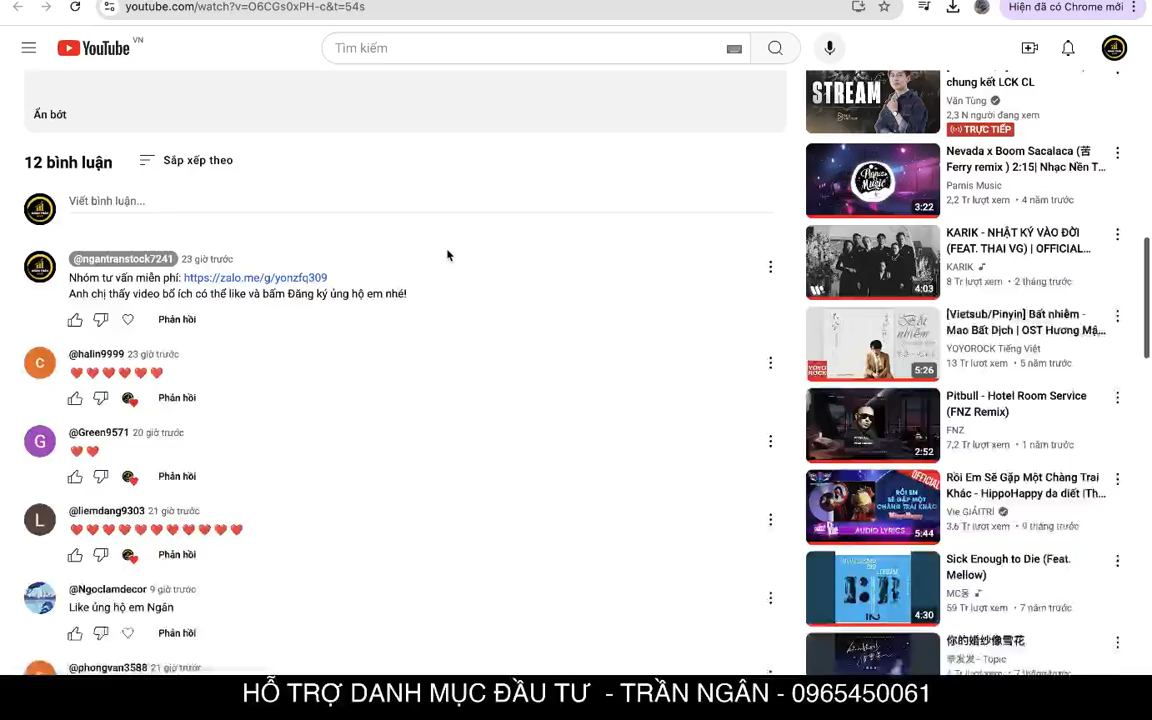 youtube.com/watch?v=O6CGs0xPH-c&t=54s
Hiện đã có Chrome mới
YouTube VN
Tìm kiếm
Ẩn bớt
12 bình luận
Sắp xếp theo
Viết bình luận...
@ngantranstock7241 23 giờ trước
Nhóm tư vấn miễn phí: https://zalo.me/g/yonzfq309
Anh chị thấy video bổ ích có thể like và bấm Đăng ký ủng hộ em nhé!
Phản hồi
C
@halin9999 23 giờ trước
Phản hồi
G
@Green9571 20 giờ trước
Phản hồi
L
@liemdang9303 21 giờ trước
Phản hồi
@Ngoclamdecor 9 giờ trước
Like ủng hộ em Ngân
Phản hồi
@phongvan3588 21 giờ trước
STREAM
chung kết LCK CL
Văn Tùng
2,3 N người đang xem
TRỰC TIẾP
Nevada x Boom Sacalaca (苦
Ferry remix ) 2:15| Nhạc Nền T...
Parnis Music
2,2 Tr lượt xem • 4 năm trước
3:22
KARIK - NHẬT KÝ VÀO ĐỜI
(FEAT. THAI VG) | OFFICIAL...
KARIK
8 Tr lượt xem • 2 tháng trước
4:03
[Vietsub/Pinyin] Bất nhiễm -
Mao Bất Dịch | OST Hương Mậ...
YOYOROCK Tiếng Việt
13 Tr lượt xem • 5 năm trước
5:26
Pitbull - Hotel Room Service
(FNZ Remix)
FNZ
7,2 Tr lượt xem • 1 năm trước
2:52
Rồi Em Sẽ Gặp Một Chàng Trai
Khác - HippoHappy da diết |Th...
Vie GIẢITRÍ
3,6 Tr lượt xem • 9 tháng trước
OFFICIAL
RỒI EM
SẼ GẶP MỘT
CHÀNG TRAI
KHÁC
AUDIO LYRICS
5:44
Sick Enough to Die (Feat.
Mellow)
MC몽
59 Tr lượt xem • 7 năm trước
4:30
你的婚纱像雪花
- Topic
HỖ TRỢ DANH MỤC ĐẦU TƯ - TRẦN NGÂN - 0965450061